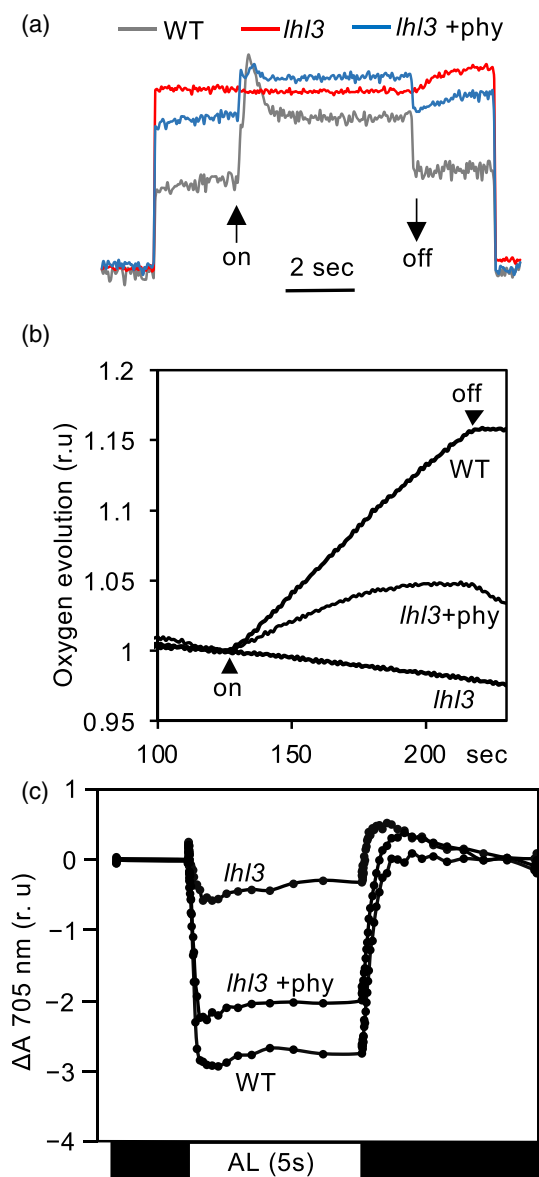 (a)
WT lhl3 lhl3 +phy
on
off
2 sec
(b)
1.2
1.15
1.1
1.05
1
0.95
Oxygen evolution (r.u)
off
WT
lhl3+phy
lhl3
on
100 150 200 sec
(c)
1
0
−1
−2
−3
−4
ΔA 705 nm (r. u)
lhl3
lhl3 +phy
WT
AL (5s)